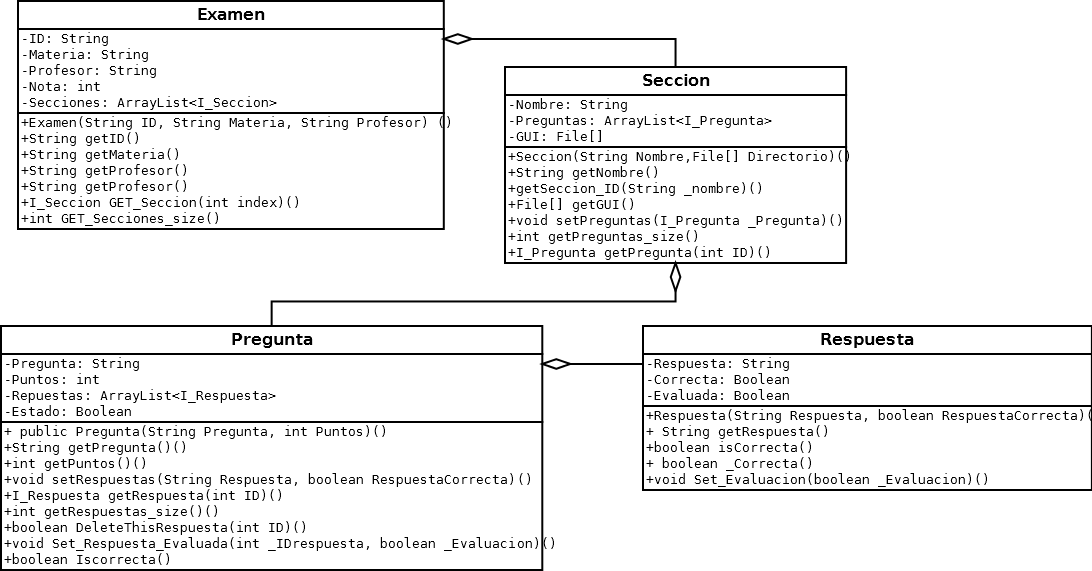 Examen
-ID: String
-Materia: String
-Profesor: String
-Nota: int
-Secciones: ArrayList<I_Seccion>
+Examen(String ID, String Materia, String Profesor) ()
+String getID()
+String getMateria()
+String getProfesor()
+String getProfesor()
+I_Seccion GET_Seccion(int index)()
+int GET_Secciones_size()
Seccion
-Nombre: String
-Preguntas: ArrayList<I_Pregunta>
-GUI: File[]
+Seccion(String Nombre,File[] Directorio)()
+String getNombre()
+getSeccion_ID(String _nombre)()
+File[] getGUI()
+void setPreguntas(I_Pregunta _Pregunta)()
+int getPreguntas_size()
+I_Pregunta getPregunta(int ID)()
Pregunta
-Pregunta: String
-Puntos: int
-Repuestas: ArrayList<I_Respuesta>
-Estado: Boolean
+ public Pregunta(String Pregunta, int Puntos)()
+String getPregunta()()
+int getPuntos()()
+void setRespuestas(String Respuesta, boolean RespuestaCorrecta)()
+I_Respuesta getRespuesta(int ID)()
+int getRespuestas_size()()
+boolean DeleteThisRespuesta(int ID)()
+void Set_Respuesta_Evaluada(int _IDrespuesta, boolean _Evaluacion)()
+boolean Iscorrecta()
Respuesta
-Respuesta: String
-Correcta: Boolean
-Evaluada: Boolean
+Respuesta(String Respuesta, boolean RespuestaCorrecta)(
+ String getRespuesta()
+boolean isCorrecta()
+ boolean _Correcta()
+void Set_Evaluacion(boolean _Evaluacion)()